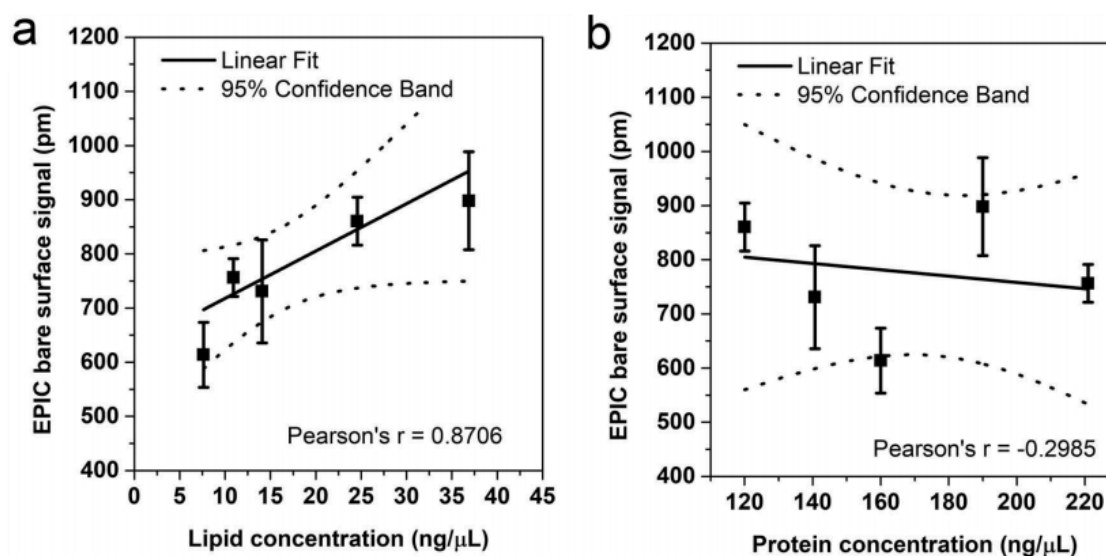 a
1200
1100
1000
900
800
700
600
500
400
EPIC bare surface signal (pm)
Linear Fit
95% Confidence Band
Pearson's r = 0.8706
0 5 10 15 20 25 30 35 40 45
Lipid concentration (ng/μL)
b
1200
1100
1000
900
800
700
600
500
400
EPIC bare surface signal (pm)
Linear Fit
95% Confidence Band
Pearson's r = -0.2985
120 140 160 180 200 220
Protein concentration (ng/μL)